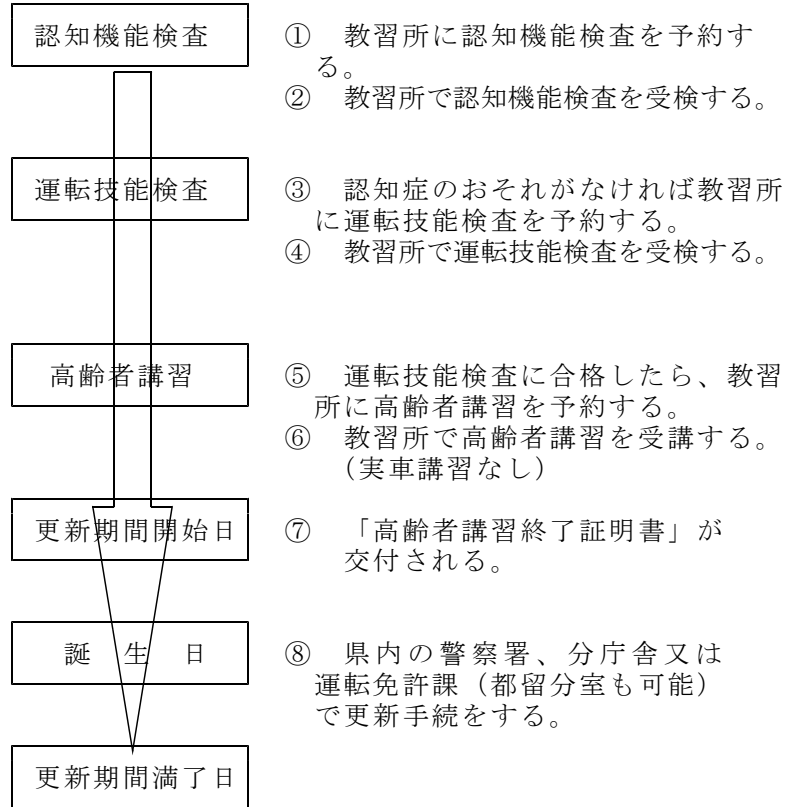 認知機能検査
① 教習所に認知機能検査を予約す
る。
② 教習所で認知機能検査を受検する。
運転技能検査
③ 認知症のおそれがなければ教習所
に運転技能検査を予約する。
④ 教習所で運転技能検査を受検する。
高齢者講習
⑤ 運転技能検査に合格したら、教習
所に高齢者講習を予約する。
⑥ 教習所で高齢者講習を受講する。
(実車講習なし)
更新期間開始日
⑦ 「高齢者講習終了証明書」が
交付される。
誕 生 日
⑧ 県内の警察署、分庁舎又は
運転免許課(都留分室も可能)
で更新手続をする。
更新期間満了日